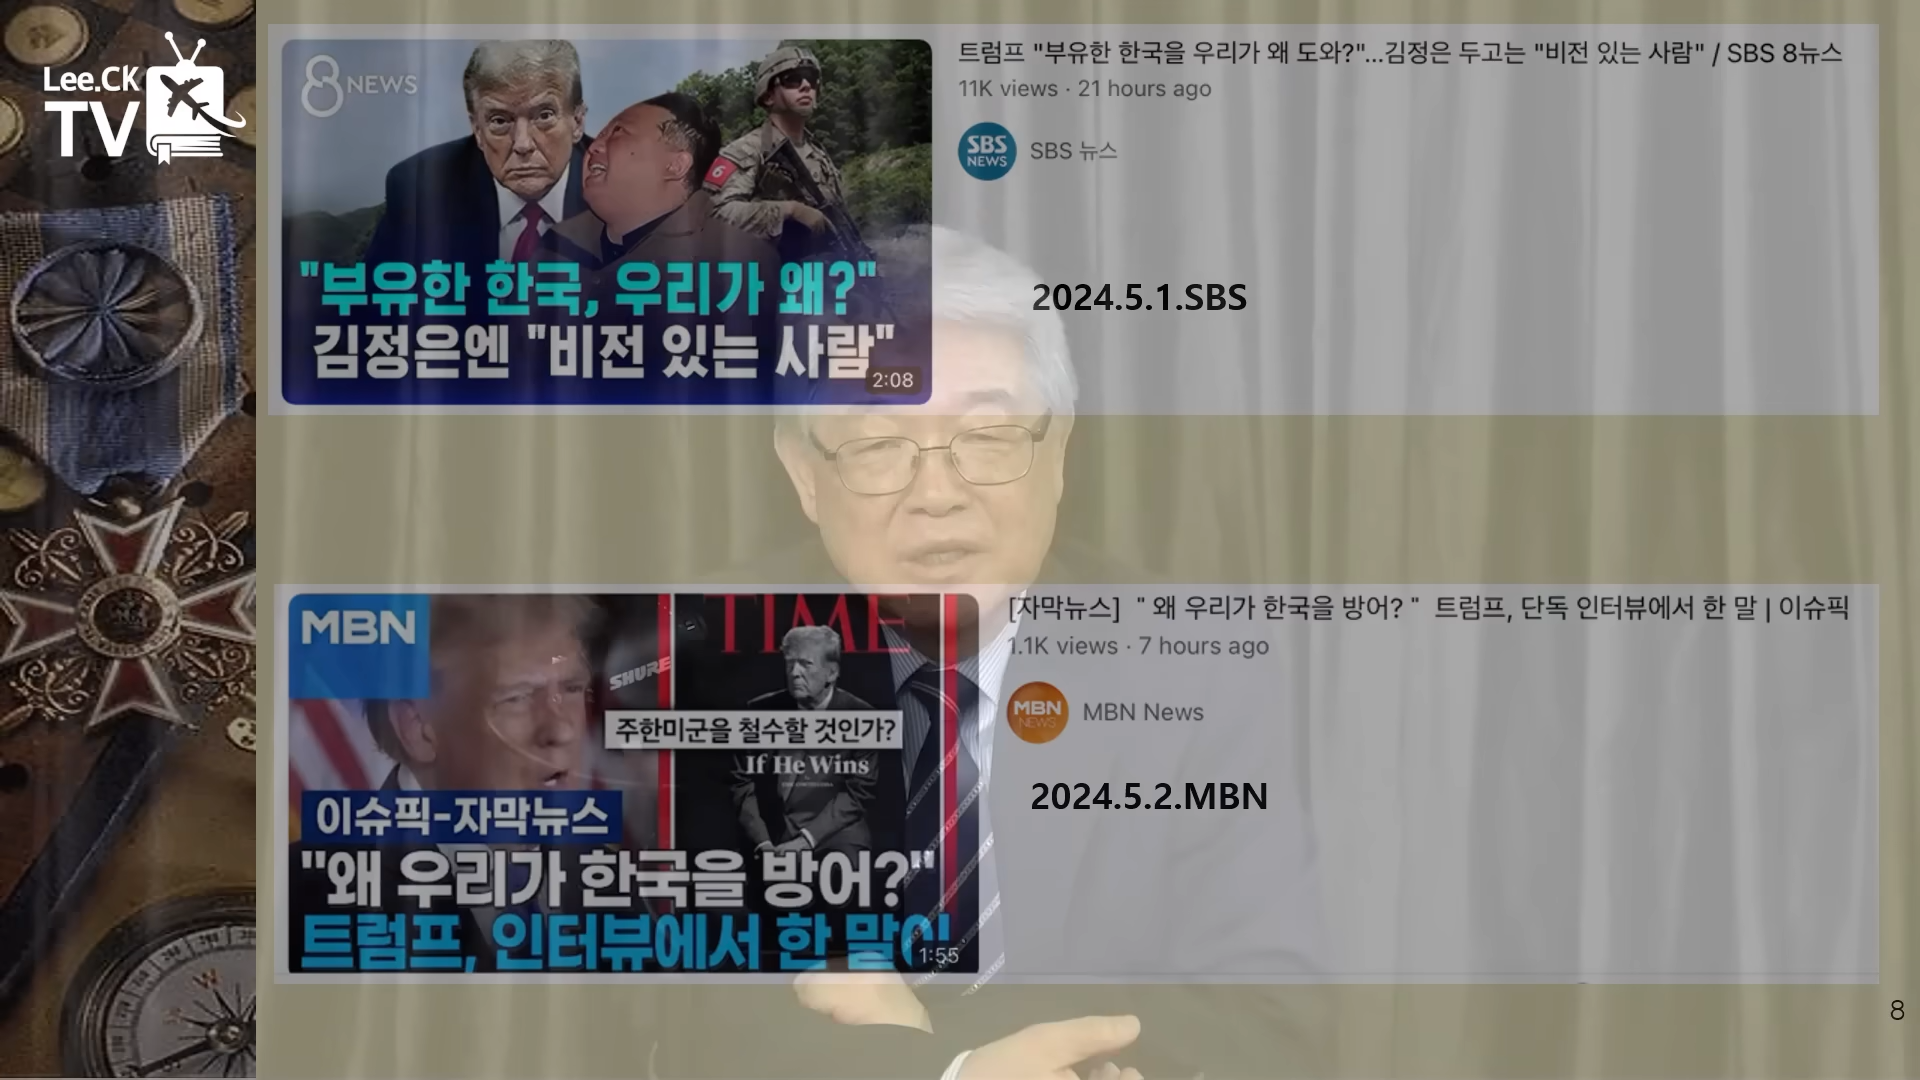 Lee.CK
TV
8 NEWS
"부유한 한국, 우리가 왜?"
김정은엔 "비전 있는 사람"
2:08
6
트럼프 "부유한 한국을 우리가 왜 도와?"...김정은 두고는 "비전 있는 사람" / SBS 8뉴스
11K views · 21 hours ago
SBS
NEWS
SBS 뉴스
2024.5.1.SBS
MBN
TIME
SHURE
주한미군을 철수할 것인가?
If He Wins
이슈픽-자막뉴스
"왜 우리가 한국을 방어?"
트럼프, 인터뷰에서 한 말이
1:55
[자막뉴스] " 왜 우리가 한국을 방어? " 트럼프, 단독 인터뷰에서 한 말 | 이슈픽
1.1K views · 7 hours ago
MBN
NEWS
MBN News
2024.5.2.MBN
8
W